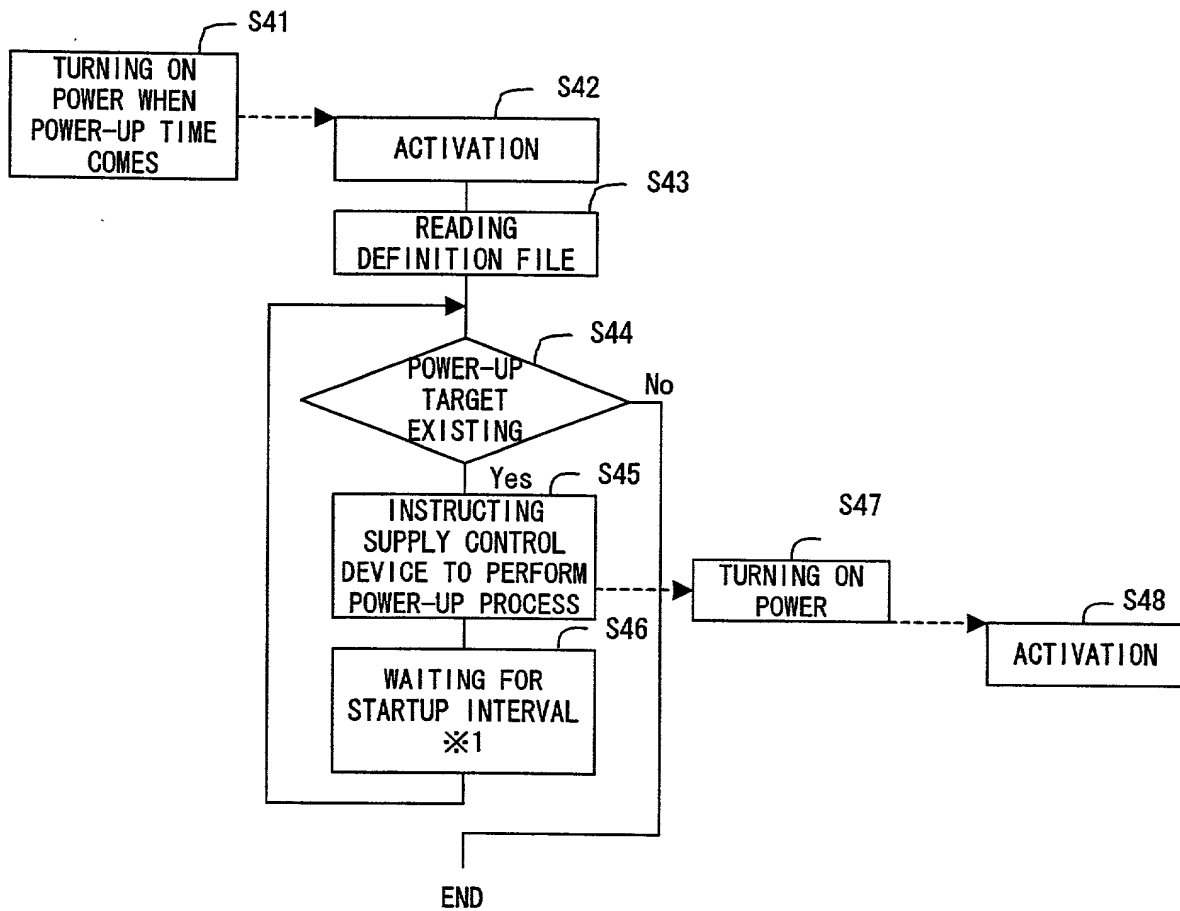 S41
TURNING ON
POWER WHEN
POWER-UP TIME
COMES
S42
ACTIVATION
S43
READING
DEFINITION FILE
S44
POWER-UP
TARGET
EXISTING
No
Yes
S45
INSTRUCTING
SUPPLY CONTROL
DEVICE TO PERFORM
POWER-UP PROCESS
S46
WAITING FOR
STARTUP INTERVAL
※1
S47
TURNING ON
POWER
S48
ACTIVATION
END